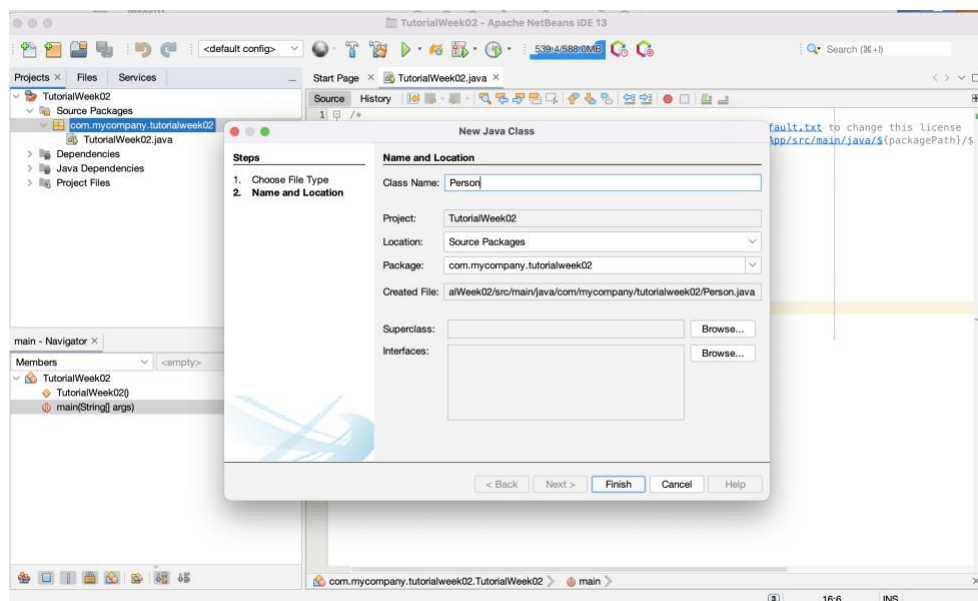 TutorialWeek02 - Apache NetBeans IDE 13
<default config>
539.4/588.0MB
Search (⌘+I)
Projects × Files Services
Start Page × TutorialWeek02.java ×
TutorialWeek02
Source Packages
com.mycompany.tutorialweek02
TutorialWeek02.java
Dependencies
Java Dependencies
Project Files
Source History
1 /*
fault.txt to change this license
App/src/main/java/${packagePath}/$
New Java Class
Steps
1. Choose File Type
2. Name and Location
Name and Location
Class Name: Person
Project: TutorialWeek02
Location: Source Packages
Package: com.mycompany.tutorialweek02
Created File: alWeek02/src/main/java/com/mycompany/tutorialweek02/Person.java
Superclass: Browse...
Interfaces: Browse...
< Back Next > Finish Cancel Help
main - Navigator ×
Members <empty>
TutorialWeek02
TutorialWeek02()
main(String[] args)
com.mycompany.tutorialweek02.TutorialWeek02 main
3 16:6 INS